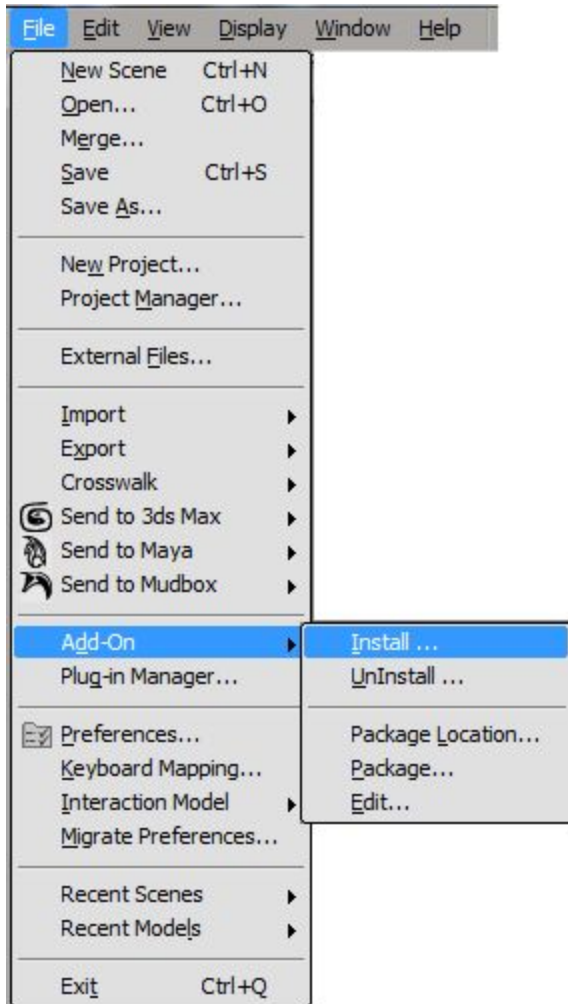 File Edit View Display Window Help
New Scene Ctrl+N
Open... Ctrl+O
Merge...
Save Ctrl+S
Save As...
New Project...
Project Manager...
External Files...
Import
Export
Crosswalk
Send to 3ds Max
Send to Maya
Send to Mudbox
Add-On
Plug-in Manager...
Preferences...
Keyboard Mapping...
Interaction Model
Migrate Preferences...
Recent Scenes
Recent Models
Exit Ctrl+Q
Install ...
UnInstall ...
Package Location...
Package...
Edit...